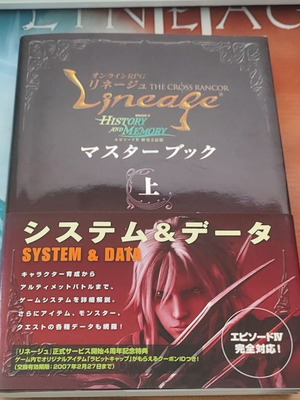 LINEAGE
オンラインRPG
リネージュ THE CROSS RANCOR
Lineage
HISTORY
AND MEMORY
マスターブック
上
システム&データ
SYSTEM & DATA
キャラクター育成から
アルティメットバトルまで、
ゲームシステムを詳細解説。
さらにアイテム、モンスター、
クエストの各種データも網羅!
エピソードⅣ
完全対応!
「リネージュ」正式サービス開始4周年記念特典
ゲーム内でオリジナルアイテム「ラビットキャップ」がもらえるクーポンIDつき!
(交換有効期限:2007年2月27日まで)